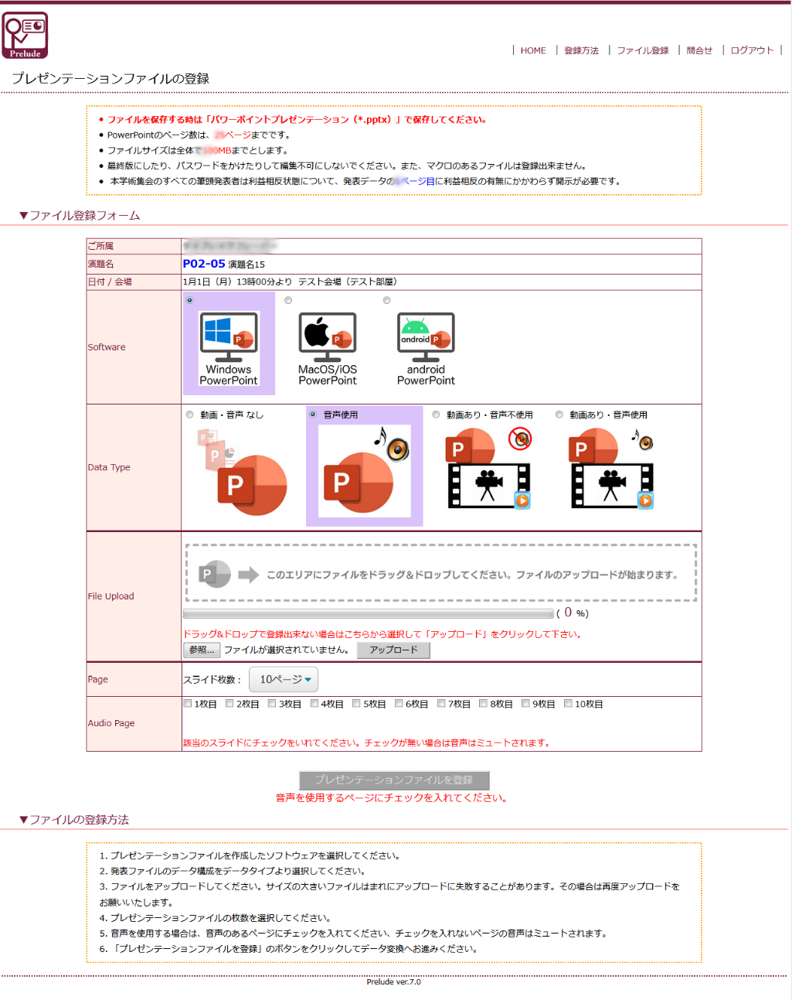 Prelude
HOME
登録方法
ファイル登録
問合せ
ログアウト
プレゼンテーションファイルの登録
ファイルを保存する時は「パワーポイントプレゼンテーション（*.pptx）」で保存してください。
PowerPointのページ数は、25ページまでです。
ファイルサイズは全体で100MBまでとします。
最終版にしたり、パスワードをかけたりして編集不可にしないでください。また、マクロのあるファイルは登録出来ません。
本学術集会のすべての筆頭発表者は利益相反状態について、発表データの ページ目に利益相反の有無にかかわらず開示が必要です。
▼ファイル登録フォーム
ご所属
演題名
P02-05 演題名15
日付 / 会場
1月1日（月）13時00分より テスト会場（テスト部屋）
Software
Windows
PowerPoint
MacOS/iOS
PowerPoint
android
android
PowerPoint
Data Type
動画・音声 なし
音声使用
動画あり・音声不使用
動画あり・音声使用
File Upload
このエリアにファイルをドラッグ＆ドロップしてください。ファイルのアップロードが始まります。
( 0 %)
ドラッグ&ドロップで登録出来ない場合はこちらから選択して「アップロード」をクリックして下さい。
参照... ファイルが選択されていません。 アップロード
Page
スライド枚数： 10ページ
Audio Page
1枚目 2枚目 3枚目 4枚目 5枚目 6枚目 7枚目 8枚目 9枚目 10枚目
該当のスライドにチェックをいれてください。チェックが無い場合は音声はミュートされます。
プレゼンテーションファイルを登録
音声を使用するページにチェックを入れてください。
▼ファイルの登録方法
1. プレゼンテーションファイルを作成したソフトウェアを選択してください。
2. 発表ファイルのデータ構成をデータタイプより選択してください。
3. ファイルをアップロードしてください。サイズの大きいファイルはまれにアップロードに失敗することがあります。その場合は再度アップロードを
お願いいたします。
4. プレゼンテーションファイルの枚数を選択してください。
5. 音声を使用する場合は、音声のあるページにチェックを入れてください、チェックを入れないページの音声はミュートされます。
6. 「プレゼンテーションファイルを登録」のボタンをクリックしてデータ変換へお進みください。
Prelude ver.7.0